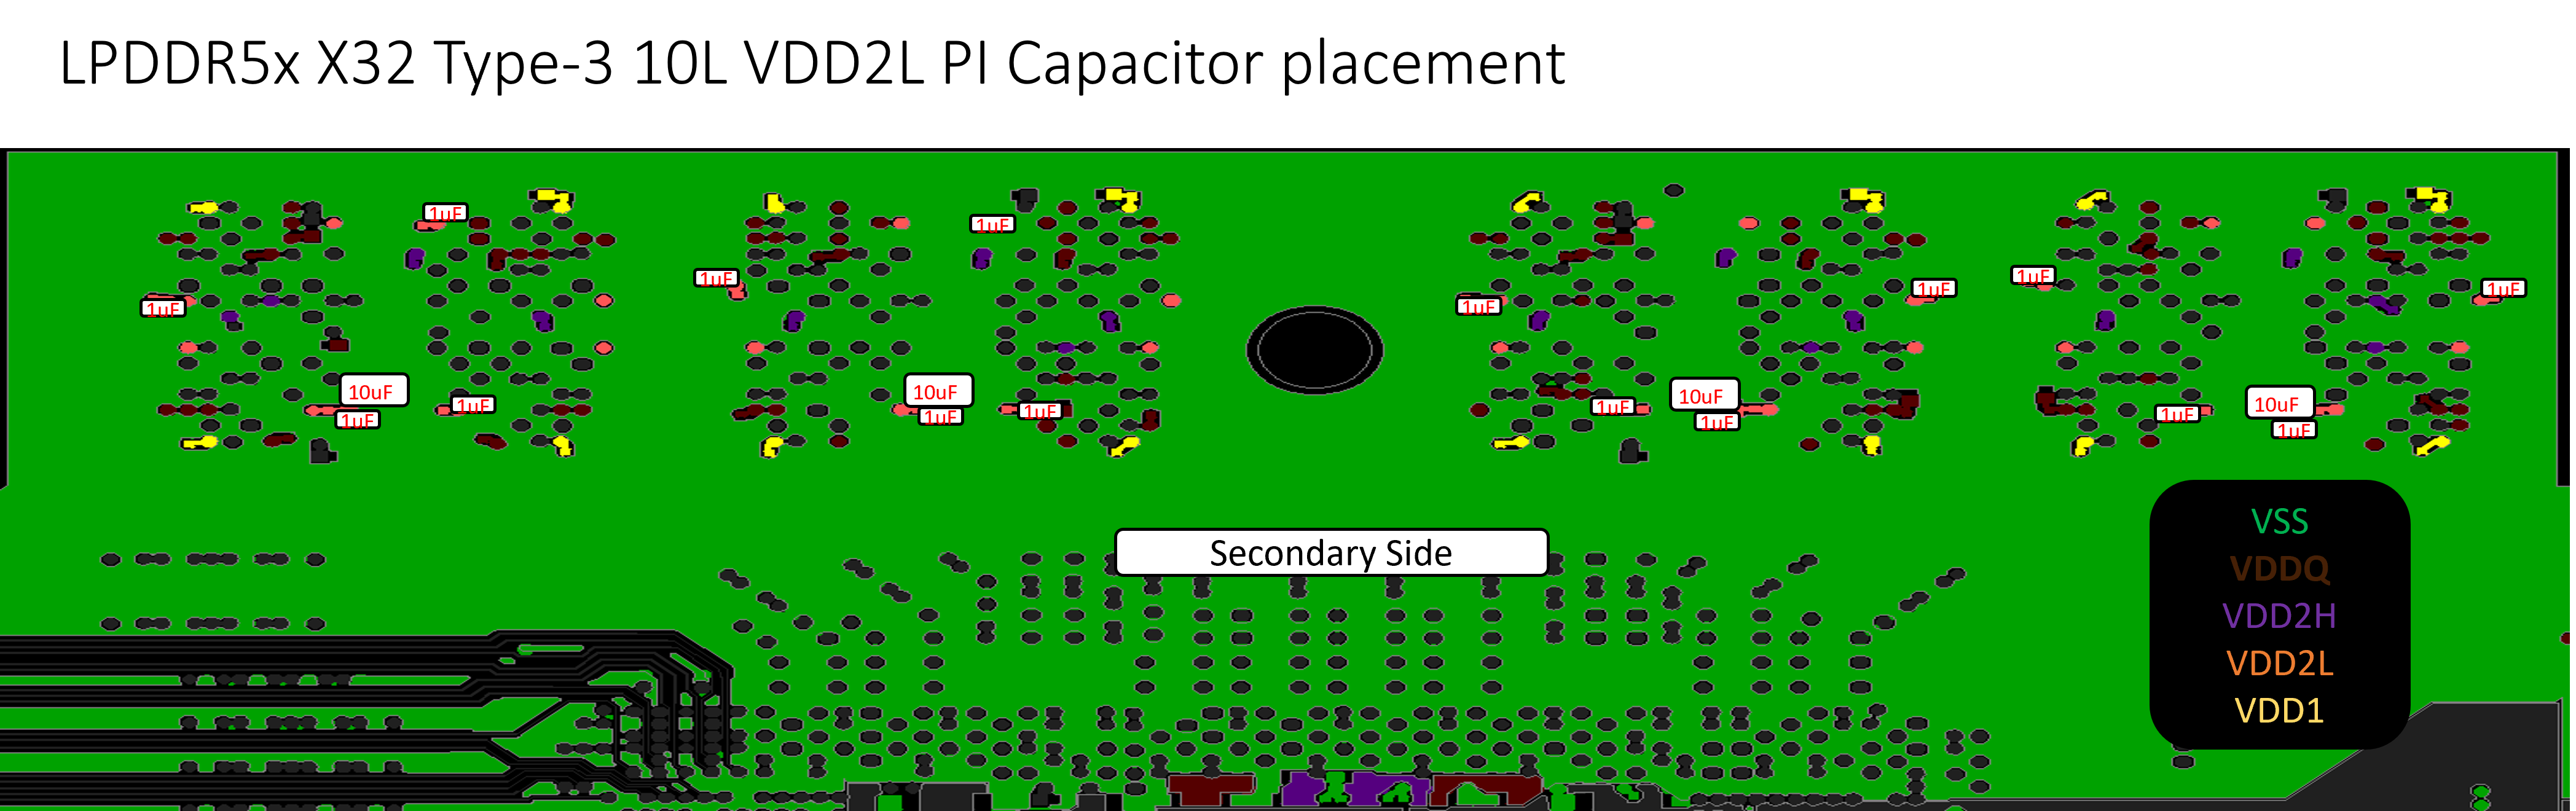 LPDDR5x X32 Type-3 10L VDD2L PI Capacitor placement
1uF
1uF
1uF
1uF
1uF
1uF
1uF
1uF
1uF
10uF
10uF
10uF
10uF
1uF
1uF
1uF
1uF
1uF
1uF
1uF
1uF
Secondary Side
VSS
VDDQ
VDD2H
VDD2L
VDD1